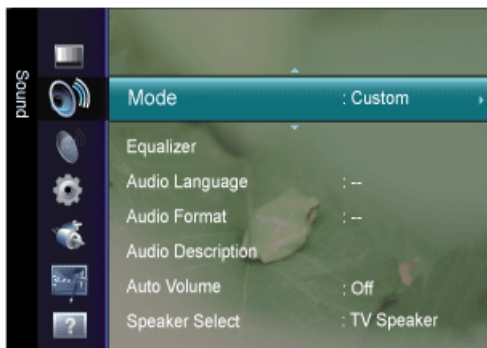 Sound
Mode : Custom
Equalizer
Audio Language : --
Audio Format : --
Audio Description
Auto Volume : Off
Speaker Select : TV Speaker
?